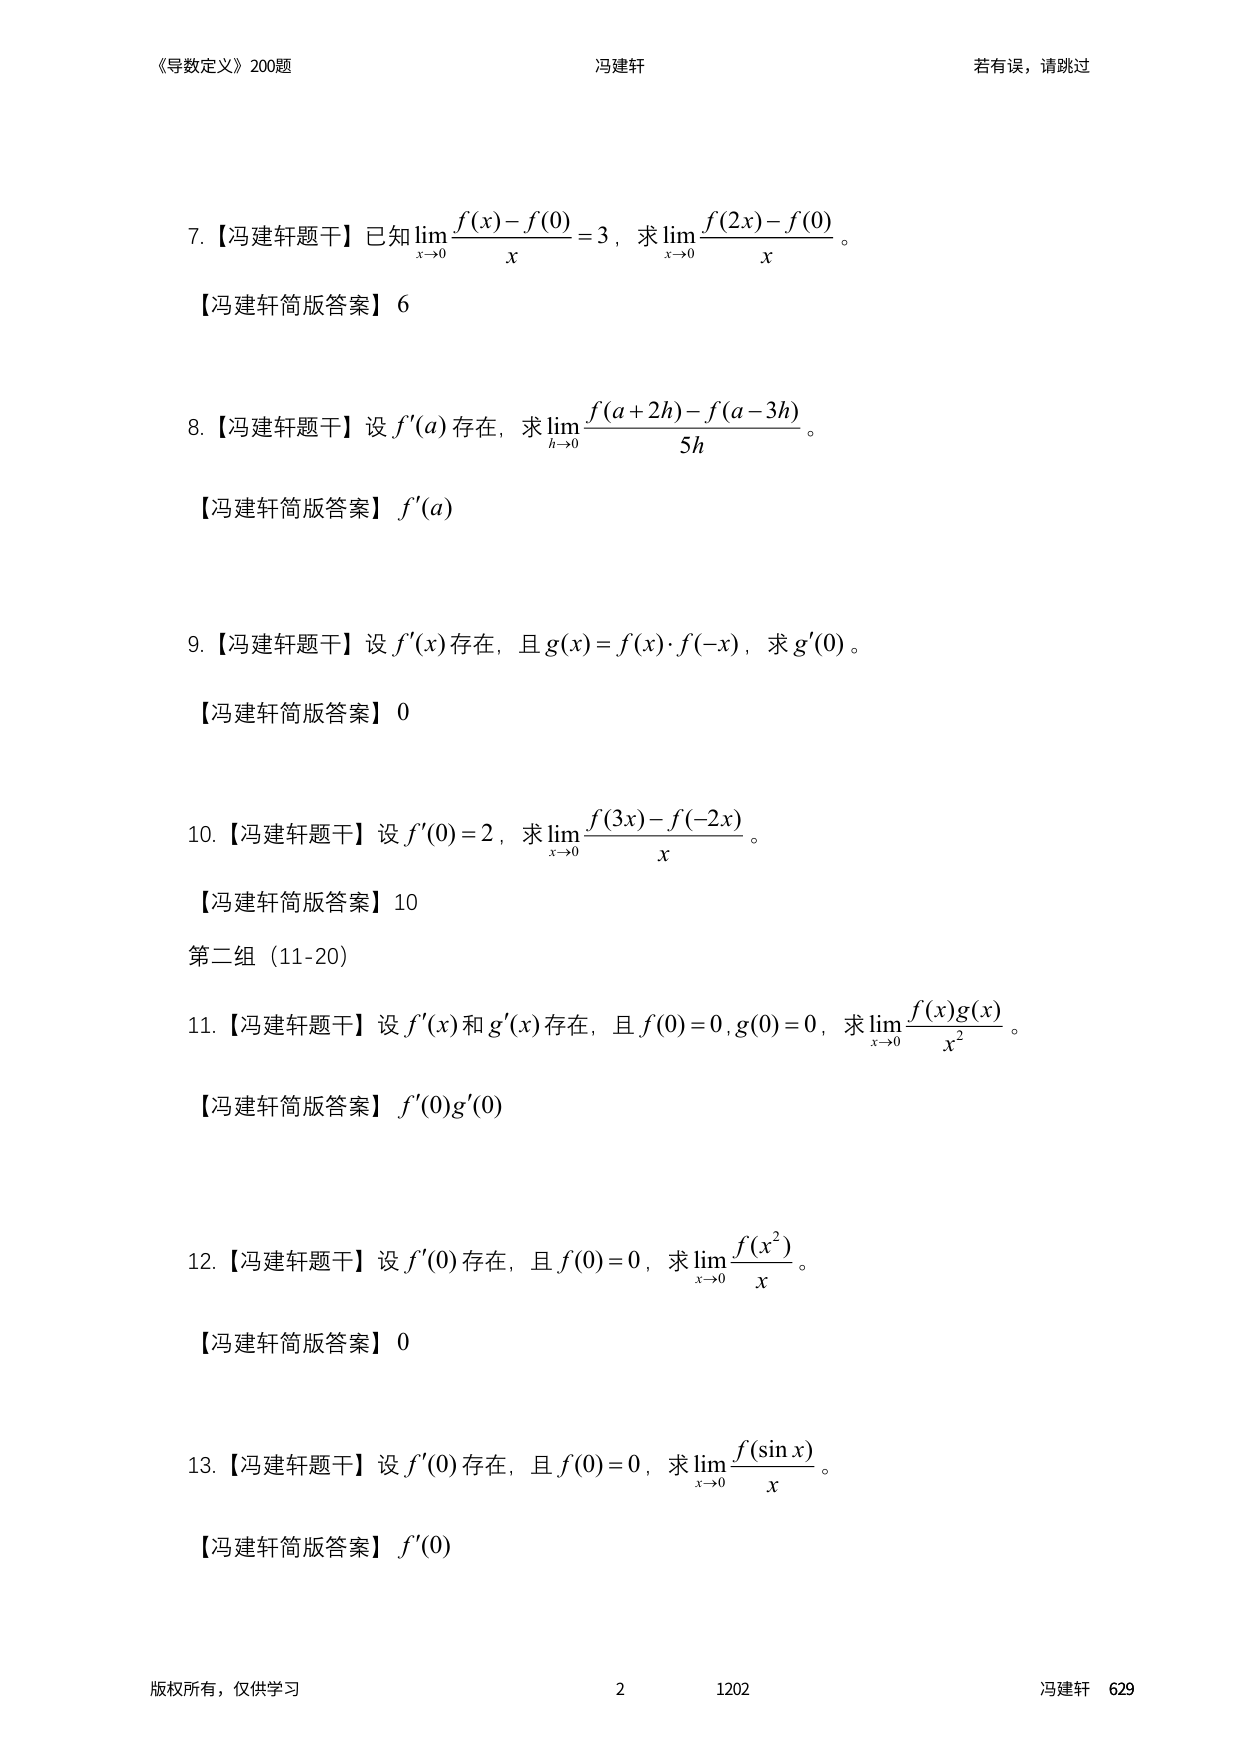 《导数定义》200题 冯建轩 若有误，请跳过
7.【冯建轩题干】已知 lim_{x→0} (f(x)−f(0))/x = 3，求 lim_{x→0} (f(2x)−f(0))/x 。
【冯建轩简版答案】 6
8.【冯建轩题干】设 f′(a) 存在，求 lim_{h→0} (f(a+2h)−f(a−3h))/(5h) 。
【冯建轩简版答案】 f′(a)
9.【冯建轩题干】设 f′(x) 存在，且 g(x) = f(x)·f(−x)，求 g′(0) 。
【冯建轩简版答案】 0
10.【冯建轩题干】设 f′(0) = 2，求 lim_{x→0} (f(3x)−f(−2x))/x 。
【冯建轩简版答案】10
第二组（11-20）
11.【冯建轩题干】设 f′(x) 和 g′(x) 存在，且 f(0) = 0, g(0) = 0，求 lim_{x→0} (f(x)g(x))/x² 。
【冯建轩简版答案】 f′(0)g′(0)
12.【冯建轩题干】设 f′(0) 存在，且 f(0) = 0，求 lim_{x→0} f(x²)/x 。
【冯建轩简版答案】 0
13.【冯建轩题干】设 f′(0) 存在，且 f(0) = 0，求 lim_{x→0} f(sin x)/x 。
【冯建轩简版答案】 f′(0)
版权所有，仅供学习 2 1202 冯建轩 629